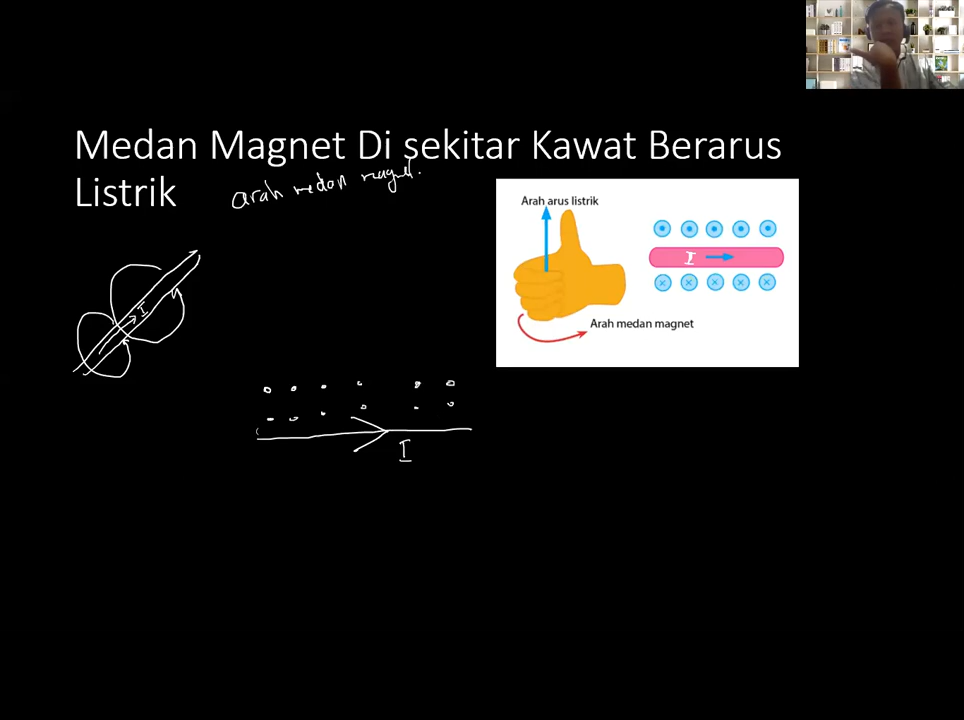 Medan Magnet Di sekitar Kawat Berarus
Listrik
arah medan magnet.
Arah arus listrik
I
Arah medan magnet
I
I